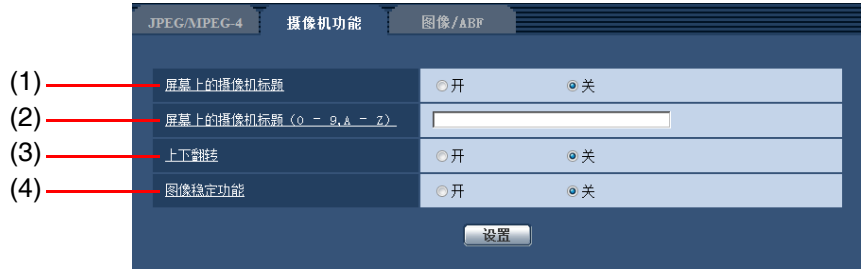 JPEG/MPEG-4 摄像机功能 图像/ABF
(1) 屏幕上的摄像机标题 开 关
(2) 屏幕上的摄像机标题(0 - 9,A - Z)
(3) 上下翻转 开 关
(4) 图像稳定功能 开 关
设置